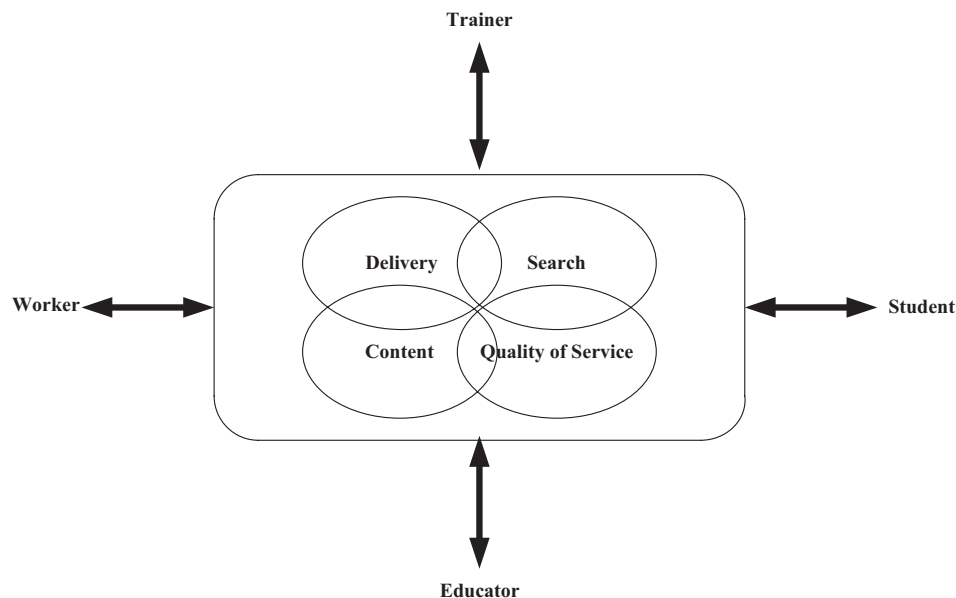 Trainer
Delivery
Search
Worker
Student
Content
Quality of Service
Educator